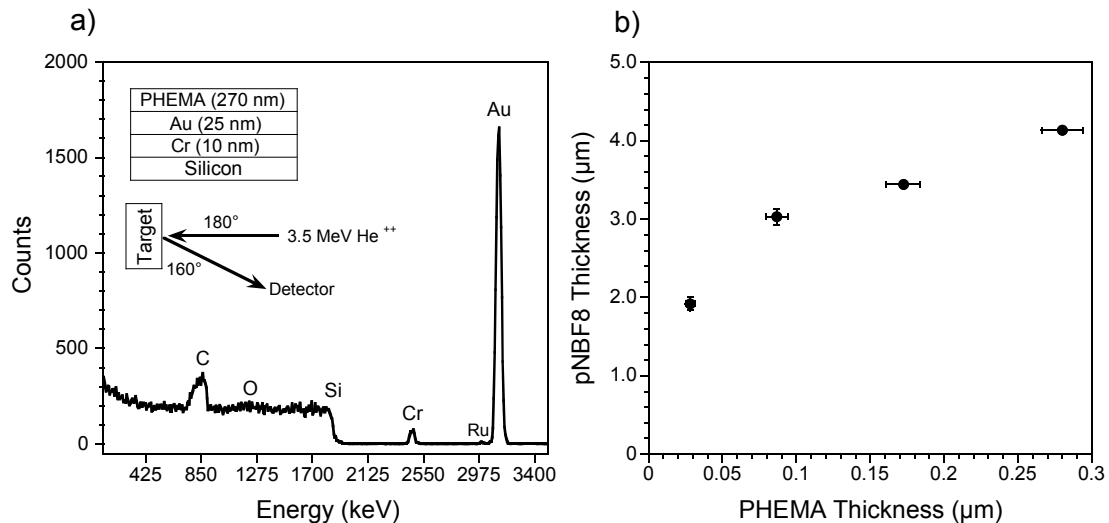 a)
2000
1500
1000
500
0
Counts
PHEMA (270 nm)
Au (25 nm)
Cr (10 nm)
Silicon
Target
180°
3.5 MeV He ++
160°
Detector
C
O
Si
Cr
Ru
Au
425 850 1275 1700 2125 2550 2975 3400
Energy (keV)
b)
5.0
4.0
3.0
2.0
1.0
0
pNBF8 Thickness (µm)
0 0.05 0.1 0.15 0.2 0.25 0.3
PHEMA Thickness (µm)